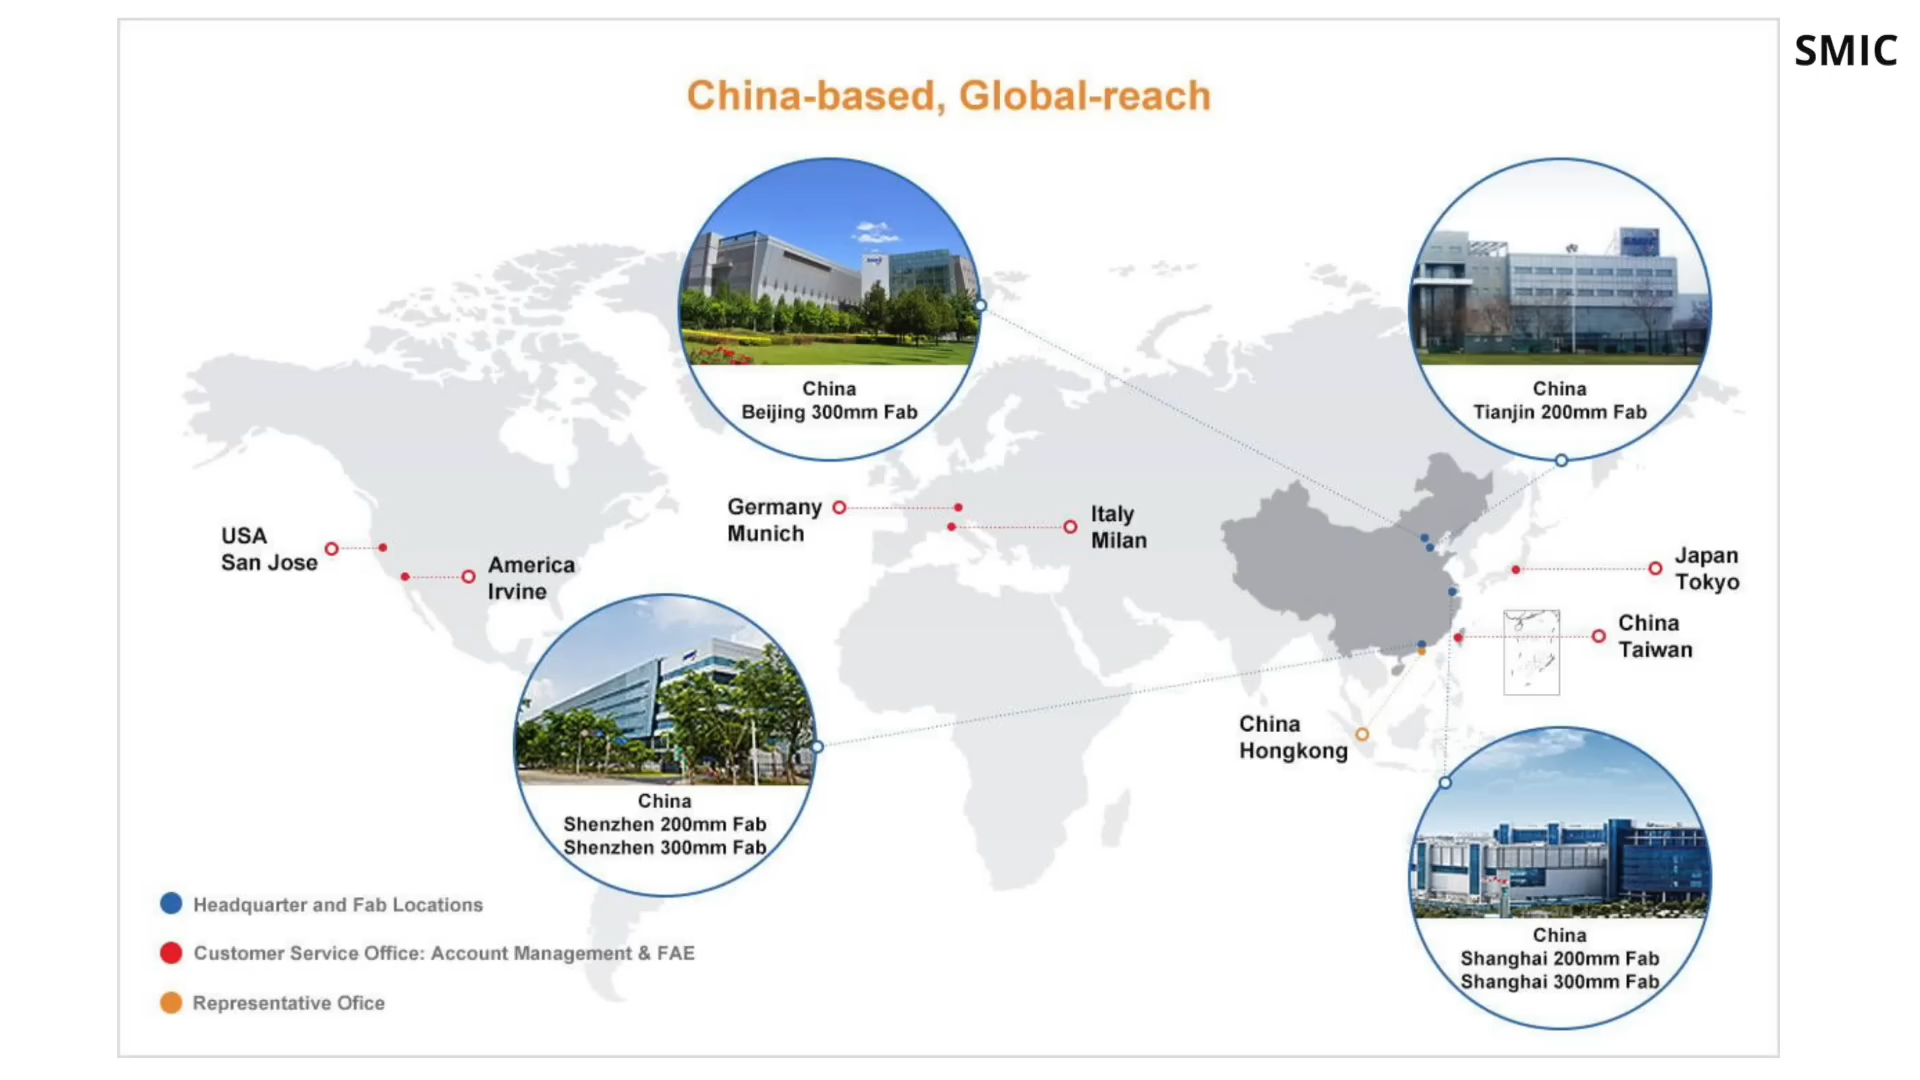 SMIC
China-based, Global-reach
China
Beijing 300mm Fab
China
Tianjin 200mm Fab
Germany
Munich
Italy
Milan
USA
San Jose
America
Irvine
Japan
Tokyo
China
Taiwan
China
Hongkong
China
Shenzhen 200mm Fab
Shenzhen 300mm Fab
China
Shanghai 200mm Fab
Shanghai 300mm Fab
Headquarter and Fab Locations
Customer Service Office: Account Management & FAE
Representative Ofice
SMIC